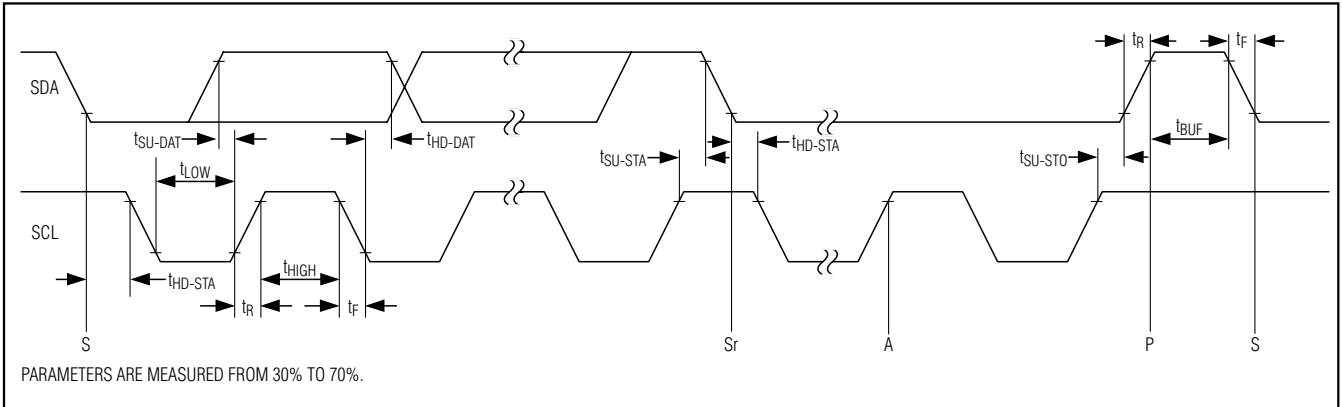 tR
tF
SDA
tSU-DAT
tHD-DAT
tHD-STA
tBUF
tSU-STA
tSU-STO
tLOW
SCL
tHD-STA
tHIGH
tR
tF
S
Sr
A
P
S
PARAMETERS ARE MEASURED FROM 30% TO 70%.